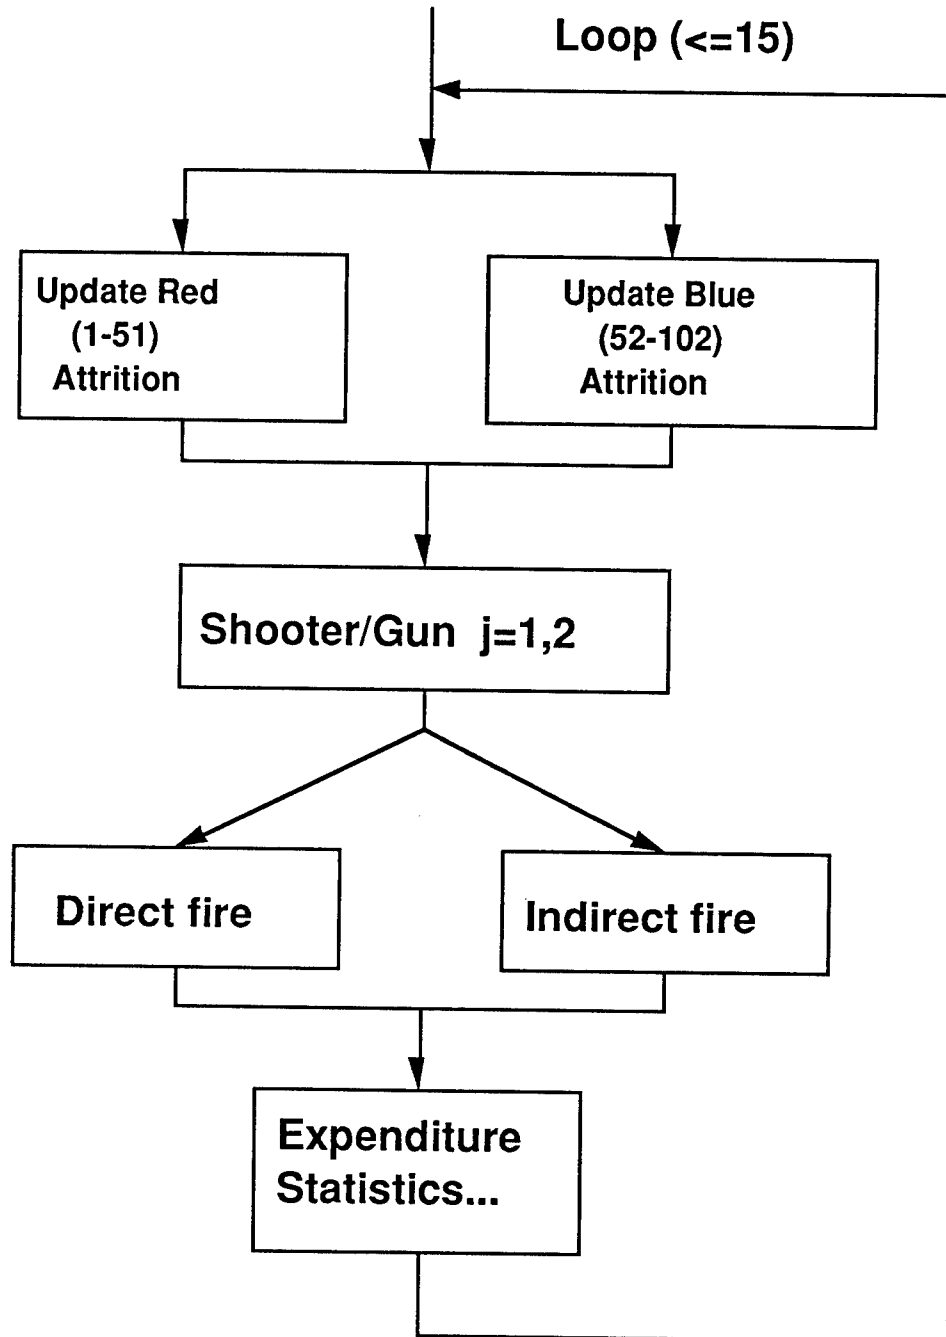 Loop (<=15)
Update Red
(1-51)
Attrition
Update Blue
(52-102)
Attrition
Shooter/Gun j=1,2
Direct fire
Indirect fire
Expenditure
Statistics...